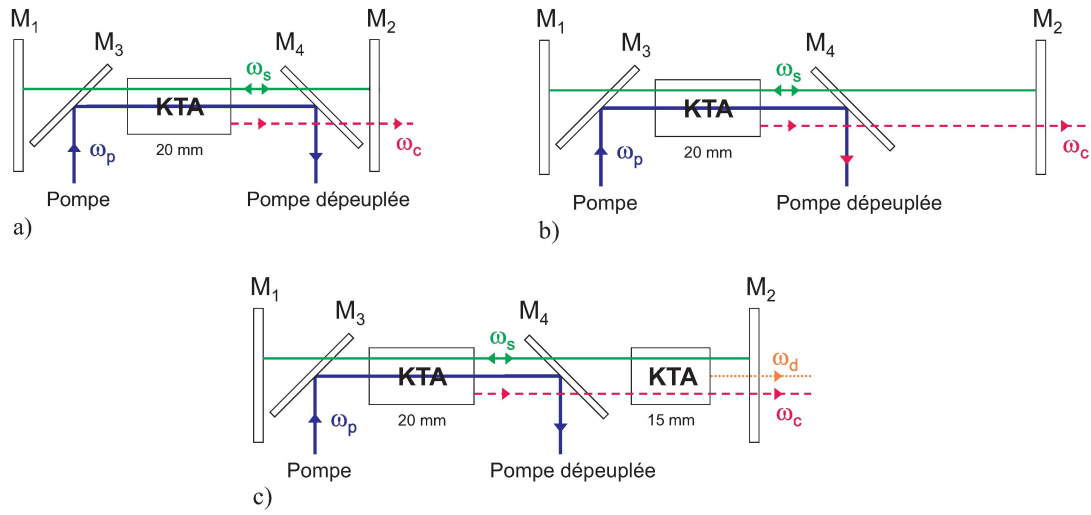 M1
M3
M4
M2
ωs
KTA
20 mm
ωp
ωc
Pompe
Pompe dépeuplée
a)
M1
M3
M4
M2
ωs
KTA
20 mm
ωp
ωc
Pompe
Pompe dépeuplée
b)
M1
M3
M4
M2
ωs
KTA
KTA
ωd
20 mm
15 mm
ωp
ωc
Pompe
Pompe dépeuplée
c)